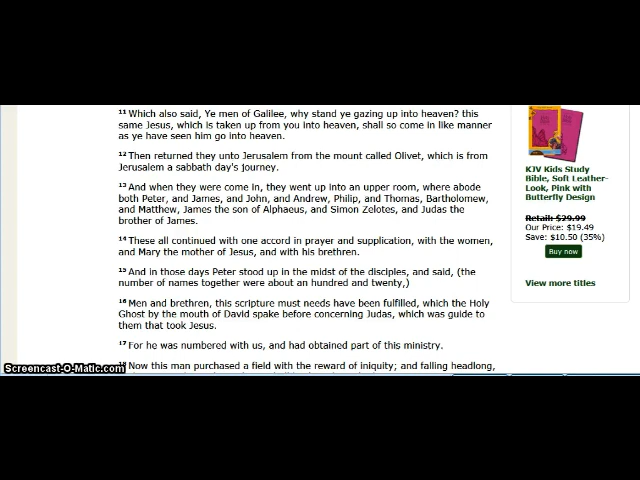 11 Which also said, Ye men of Galilee, why stand ye gazing up into heaven? this
same Jesus, which is taken up from you into heaven, shall so come in like manner
as ye have seen him go into heaven.
12 Then returned they unto Jerusalem from the mount called Olivet, which is from
Jerusalem a sabbath day's journey.
13 And when they were come in, they went up into an upper room, where abode
both Peter, and James, and John, and Andrew, Philip, and Thomas, Bartholomew,
and Matthew, James the son of Alphaeus, and Simon Zelotes, and Judas the
brother of James.
14 These all continued with one accord in prayer and supplication, with the women,
and Mary the mother of Jesus, and with his brethren.
15 And in those days Peter stood up in the midst of the disciples, and said, (the
number of names together were about an hundred and twenty,)
16 Men and brethren, this scripture must needs have been fulfilled, which the Holy
Ghost by the mouth of David spake before concerning Judas, which was guide to
them that took Jesus.
17 For he was numbered with us, and had obtained part of this ministry.
18 Now this man purchased a field with the reward of iniquity; and falling headlong,
KJV Kids Study
Bible, Soft Leather-
Look, Pink with
Butterfly Design
Retail: $29.99
Our Price: $19.49
Save: $10.50 (35%)
Buy now
View more titles
Screencast-O-Matic.com